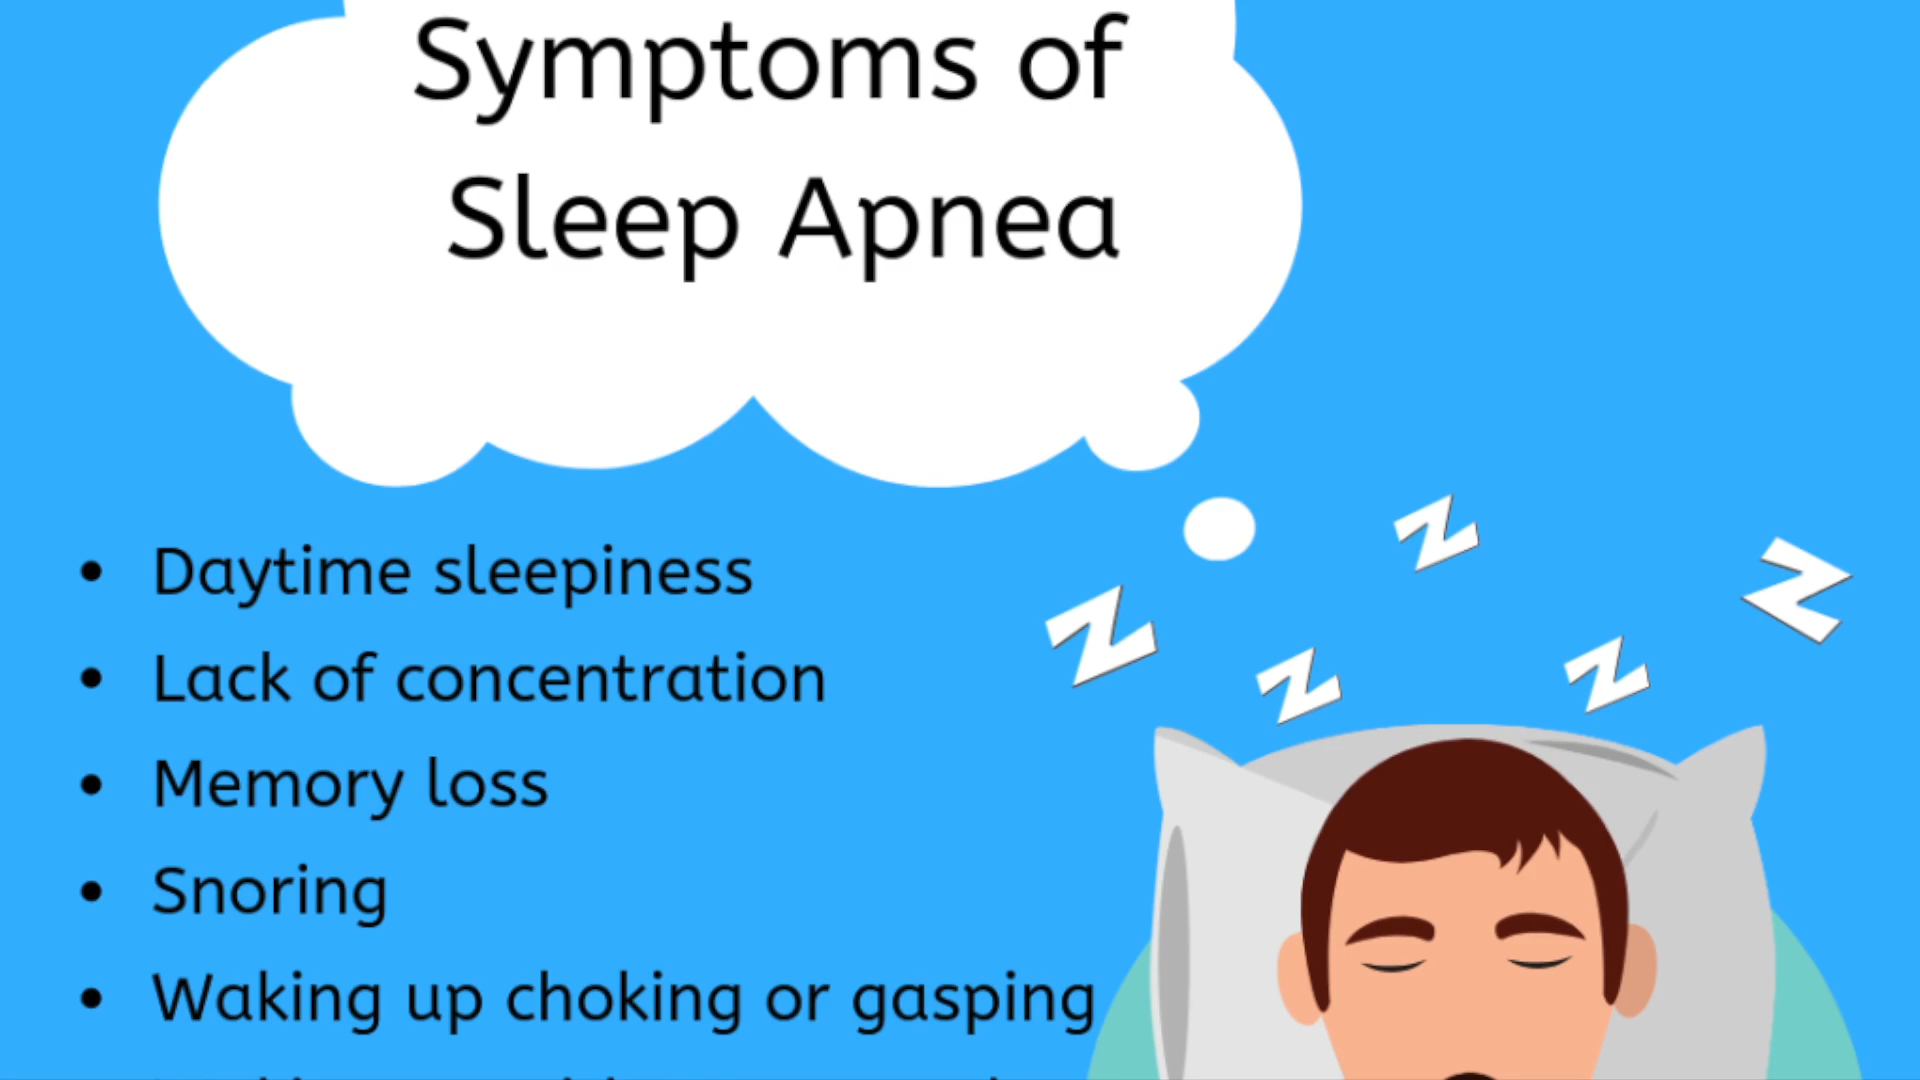 Symptoms of
Sleep Apnea
• Daytime sleepiness
• Lack of concentration
• Memory loss
• Snoring
• Waking up choking or gasping
z
z
z
z
z